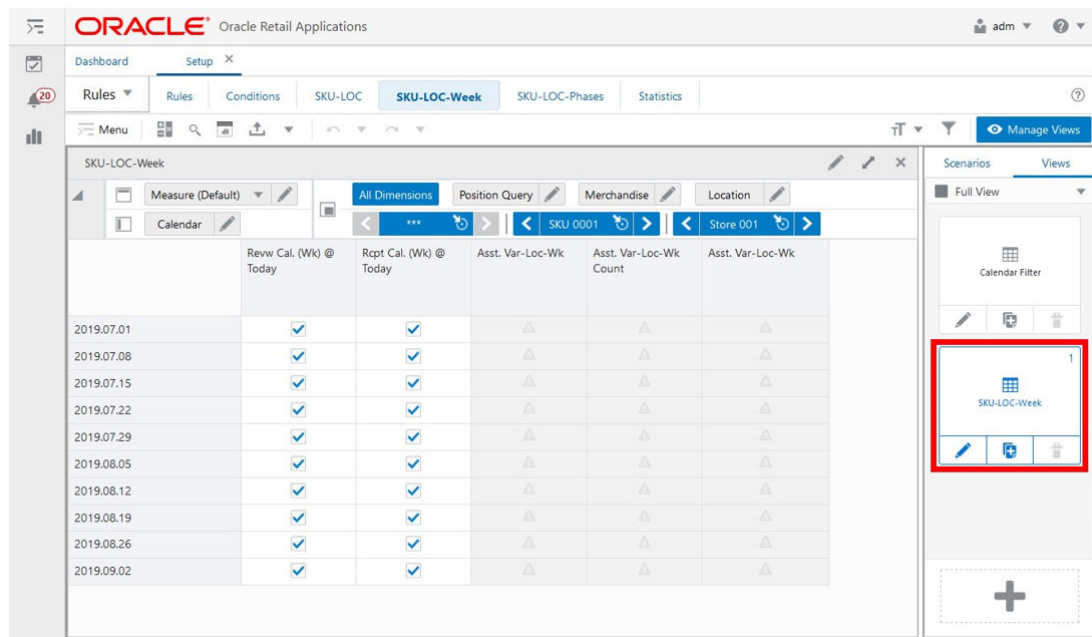 ORACLE® Oracle Retail Applications
adm
Dashboard Setup
20
Rules Rules Conditions SKU-LOC SKU-LOC-Week SKU-LOC-Phases Statistics
Menu
Manage Views
SKU-LOC-Week
Scenarios Views
Measure (Default) All Dimensions Position Query Merchandise Location
Full View
Calendar *** SKU 0001 Store 001
Revw Cal. (Wk) @ Today
Rcpt Cal. (Wk) @ Today
Asst. Var-Loc-Wk
Asst. Var-Loc-Wk Count
Asst. Var-Loc-Wk
Calendar Filter
2019.07.01
2019.07.08
2019.07.15
2019.07.22
2019.07.29
2019.08.05
2019.08.12
2019.08.19
2019.08.26
2019.09.02
1
SKU-LOC-Week